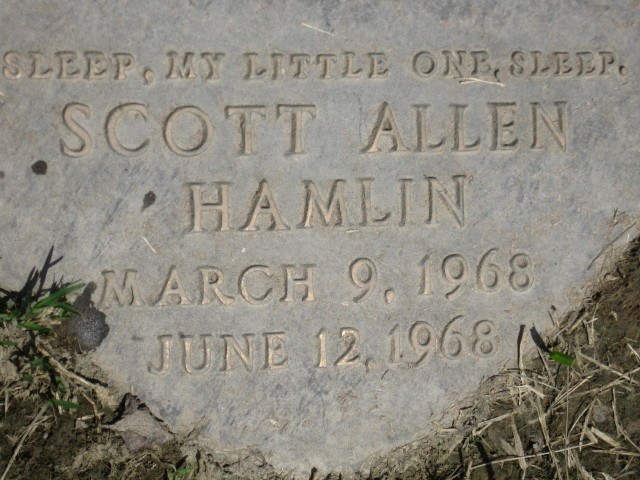 SLEEP, MY LITTLE ONE, SLEEP.
SCOTT ALLEN
HAMLIN
MARCH 9, 1968
JUNE 12, 1968